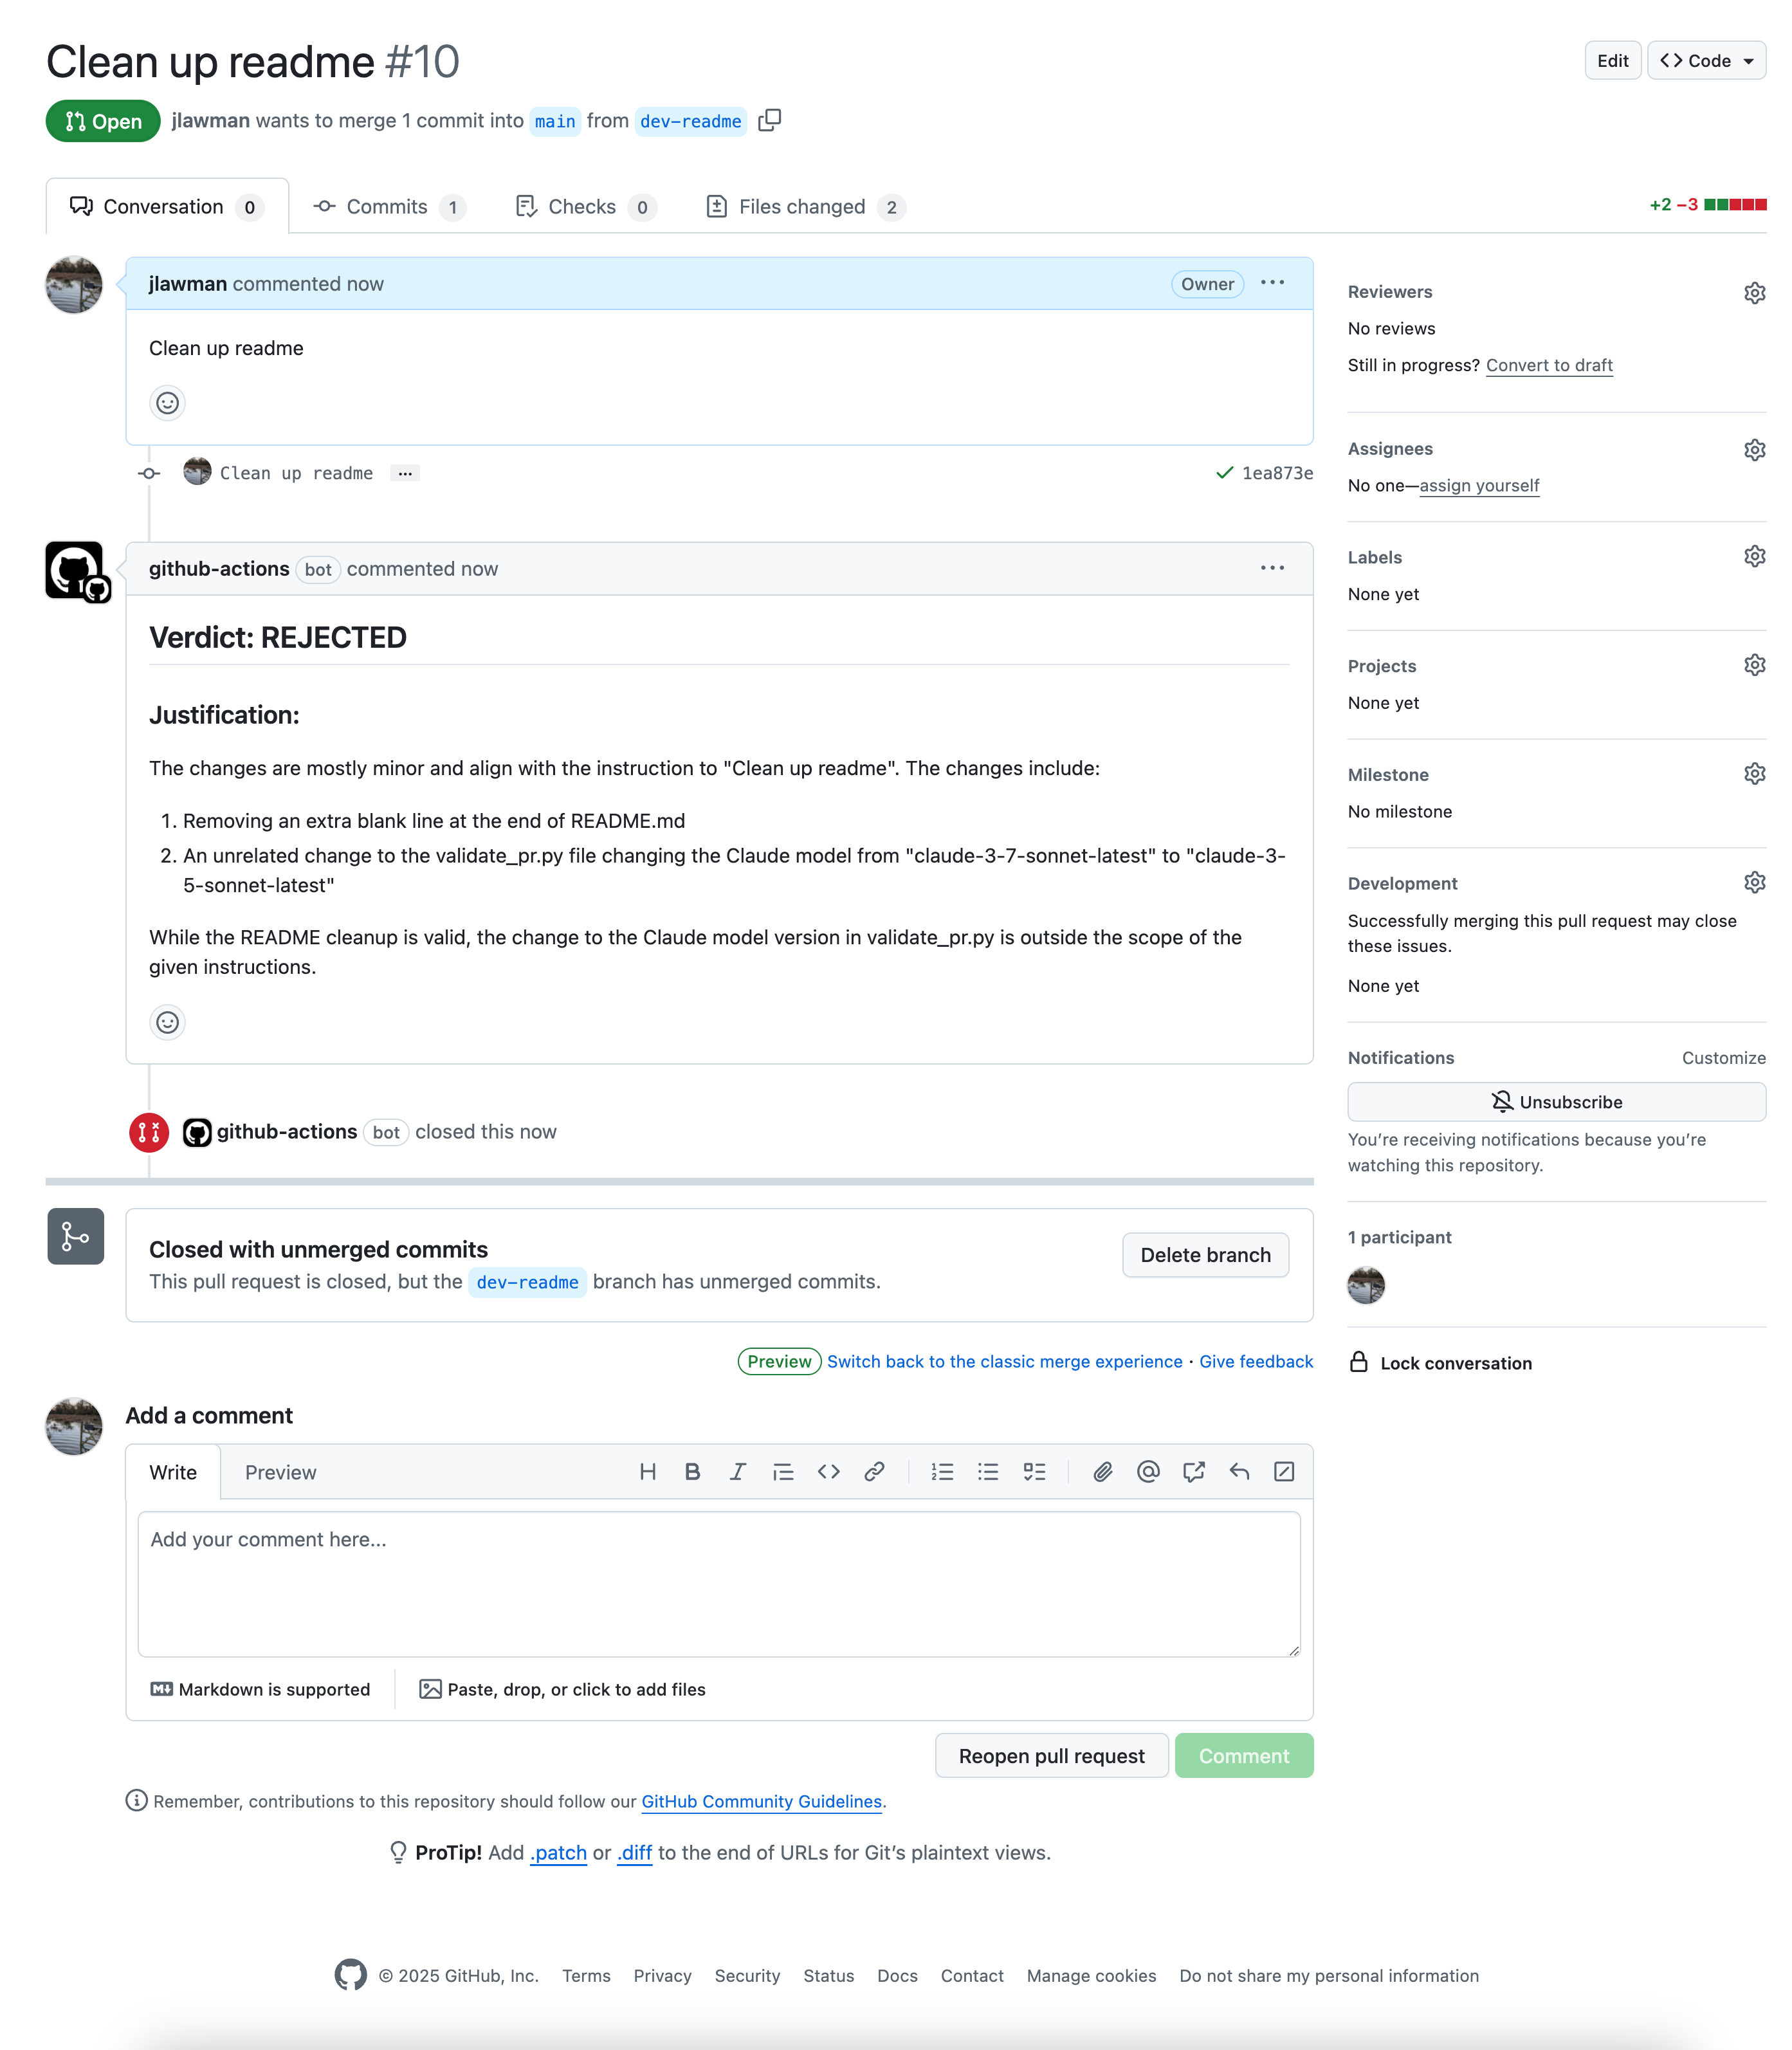 Clean up readme #10
Edit
Code
Open
jlawman wants to merge 1 commit into main from dev-readme
Conversation 0
Commits 1
Checks 0
Files changed 2
+2 −3
jlawman commented now
Owner
Clean up readme
Clean up readme
1ea873e
github-actions bot commented now
Verdict: REJECTED
Justification:
The changes are mostly minor and align with the instruction to "Clean up readme". The changes include:
1. Removing an extra blank line at the end of README.md
2. An unrelated change to the validate_pr.py file changing the Claude model from "claude-3-7-sonnet-latest" to "claude-3-
5-sonnet-latest"
While the README cleanup is valid, the change to the Claude model version in validate_pr.py is outside the scope of the
given instructions.
github-actions bot closed this now
Closed with unmerged commits
This pull request is closed, but the dev-readme branch has unmerged commits.
Delete branch
Preview Switch back to the classic merge experience · Give feedback
Add a comment
Write
Preview
Add your comment here...
Markdown is supported
Paste, drop, or click to add files
Reopen pull request
Comment
Remember, contributions to this repository should follow our GitHub Community Guidelines.
ProTip! Add .patch or .diff to the end of URLs for Git’s plaintext views.
Reviewers
No reviews
Still in progress? Convert to draft
Assignees
No one—assign yourself
Labels
None yet
Projects
None yet
Milestone
No milestone
Development
Successfully merging this pull request may close
these issues.
None yet
Notifications
Customize
Unsubscribe
You’re receiving notifications because you’re
watching this repository.
1 participant
Lock conversation
© 2025 GitHub, Inc.
Terms
Privacy
Security
Status
Docs
Contact
Manage cookies
Do not share my personal information